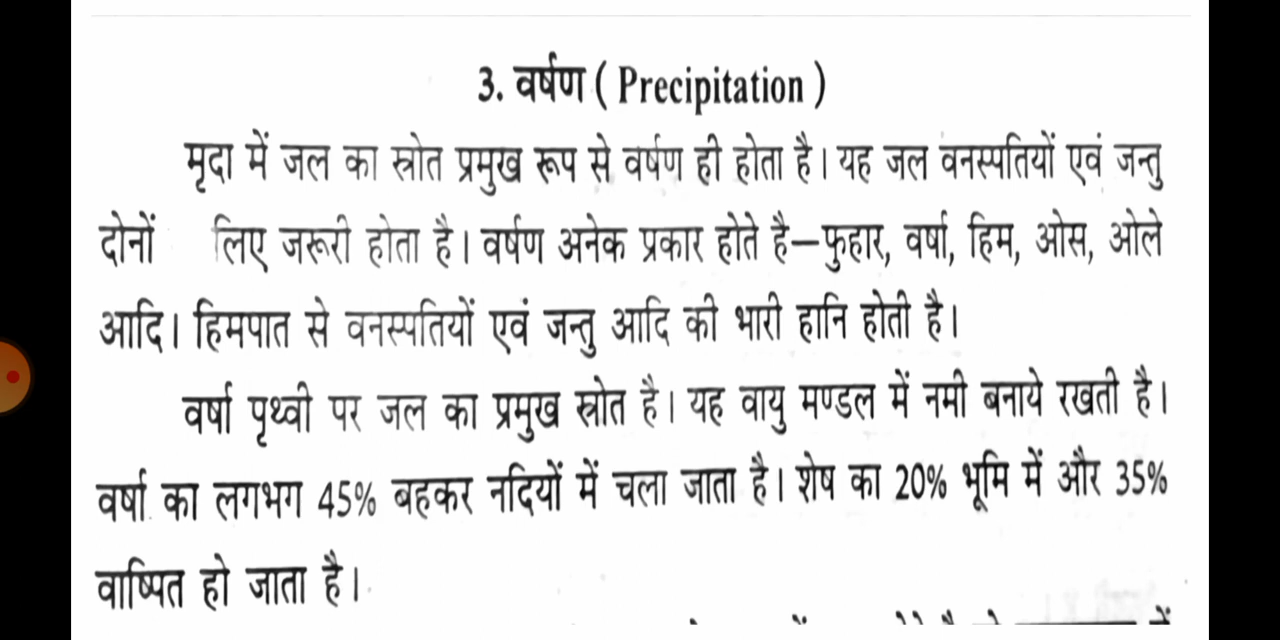 3. वर्षण ( Precipitation )
मृदा में जल का स्रोत प्रमुख रूप से वर्षण ही होता है। यह जल वनस्पतियों एवं जन्तु
दोनों लिए जरूरी होता है। वर्षण अनेक प्रकार होते है–फुहार, वर्षा, हिम, ओस, ओले
आदि। हिमपात से वनस्पतियों एवं जन्तु आदि की भारी हानि होती है।
वर्षा पृथ्वी पर जल का प्रमुख स्रोत है। यह वायु मण्डल में नमी बनाये रखती है।
वर्षा का लगभग 45% बहकर नदियों में चला जाता है। शेष का 20% भूमि में और 35%
वाष्पित हो जाता है।